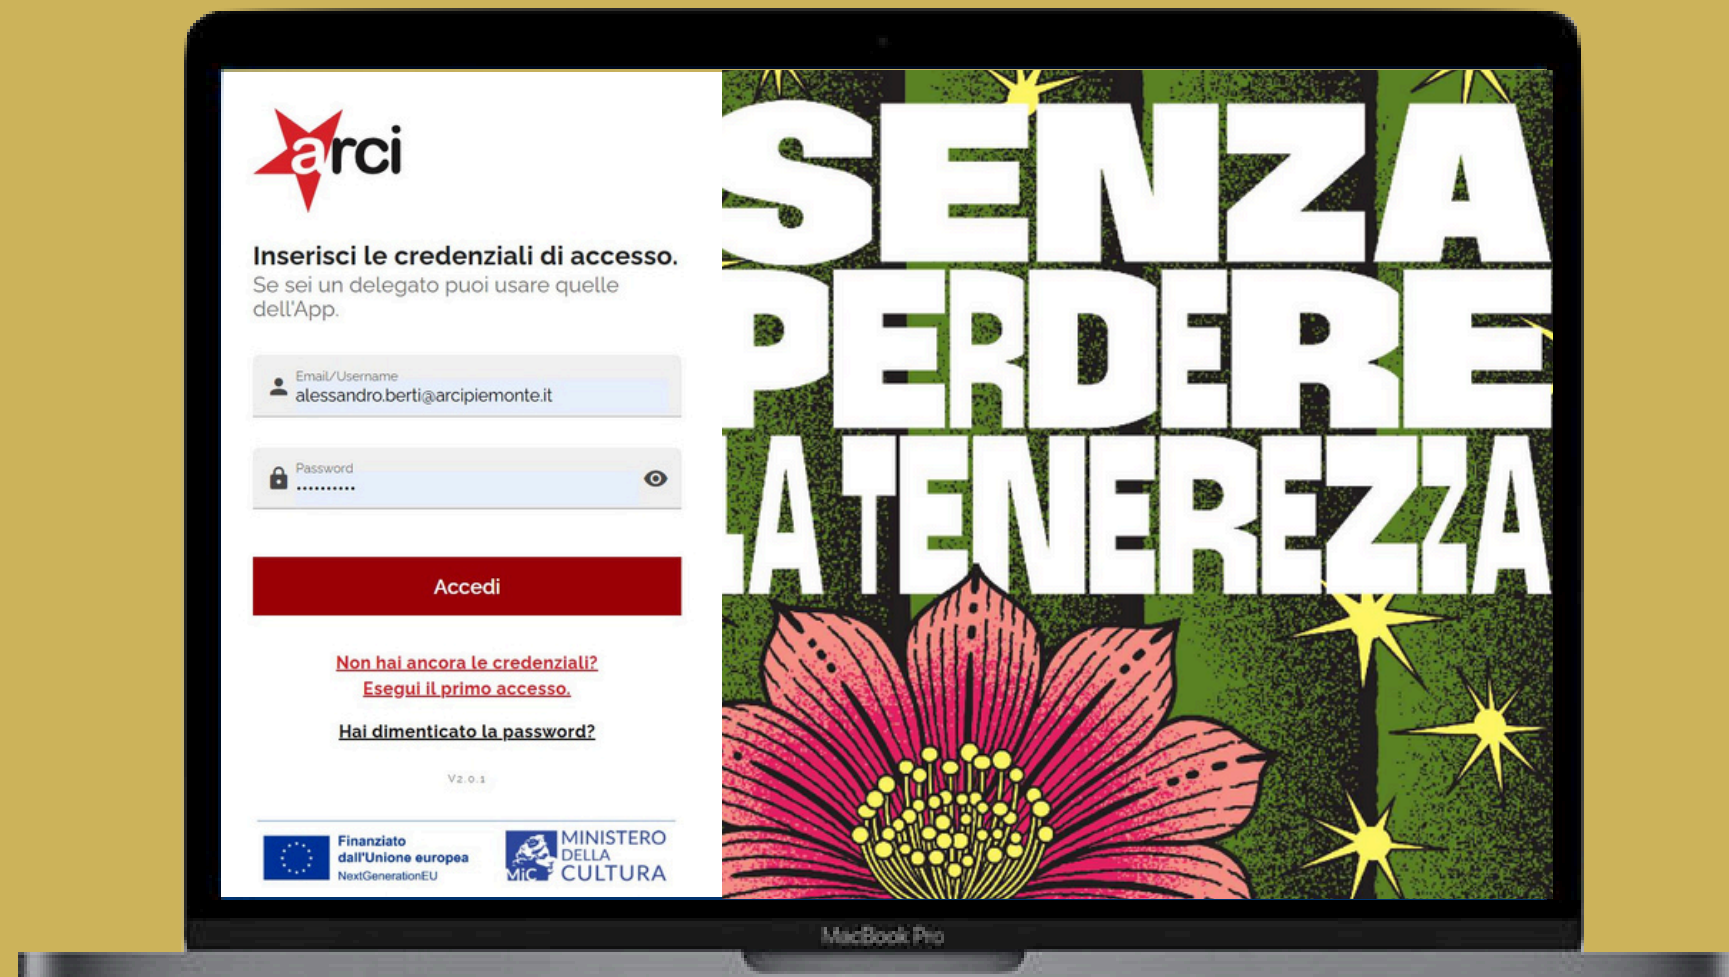 arci
Inserisci le credenziali di accesso.
Se sei un delegato puoi usare quelle
dell'App.
Email/Username
alessandro.berti@arcipiemonte.it
Password
..........
Accedi
Non hai ancora le credenziali?
Esegui il primo accesso.
Hai dimenticato la password?
V2.0.1
Finanziato
dall'Unione europea
NextGenerationEU
MiC
MINISTERO
DELLA
CULTURA
SENZA
PERDERE
LA TENEREZZA
MacBook Pro